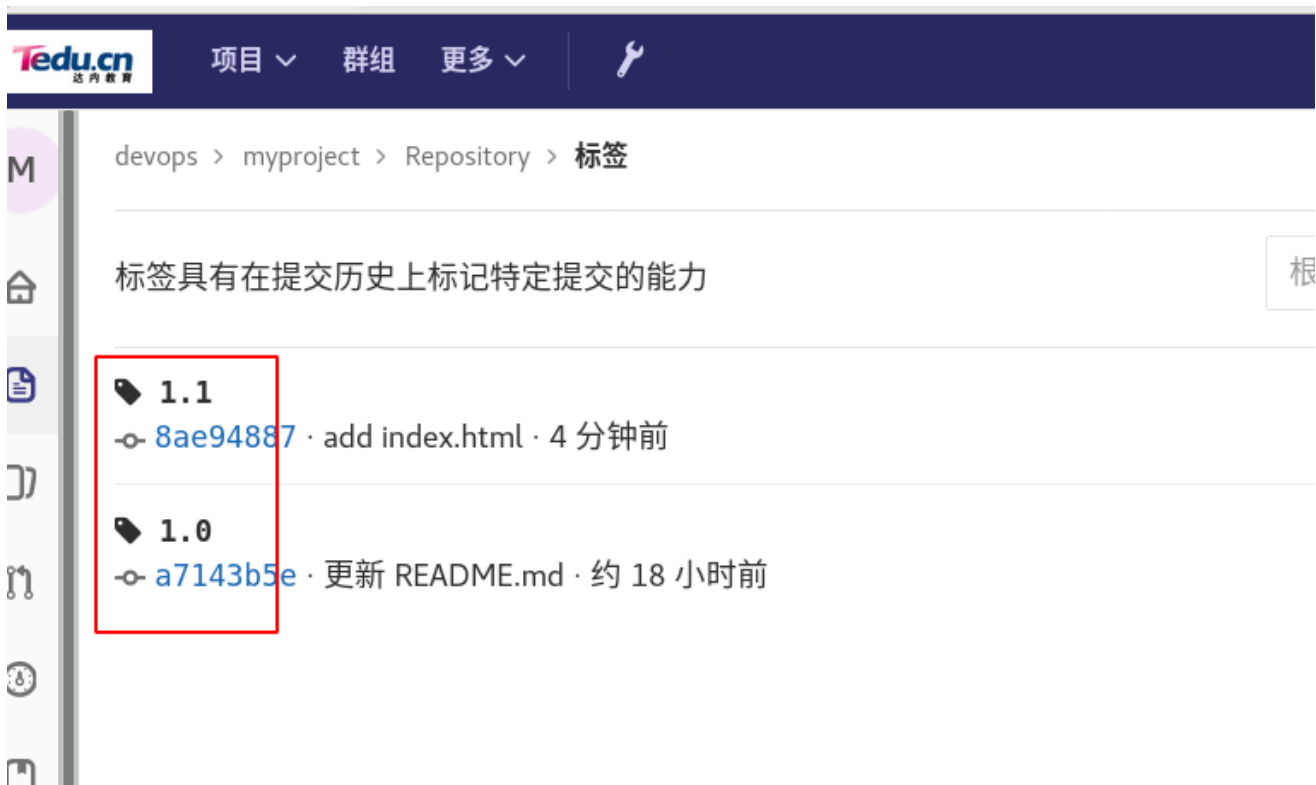 Tedu.cn
达内教育
项目 群组 更多
M
devops > myproject > Repository > 标签
标签具有在提交历史上标记特定提交的能力
根
1.1
8ae94887 · add index.html · 4 分钟前
1.0
a7143b5e · 更新 README.md · 约 18 小时前